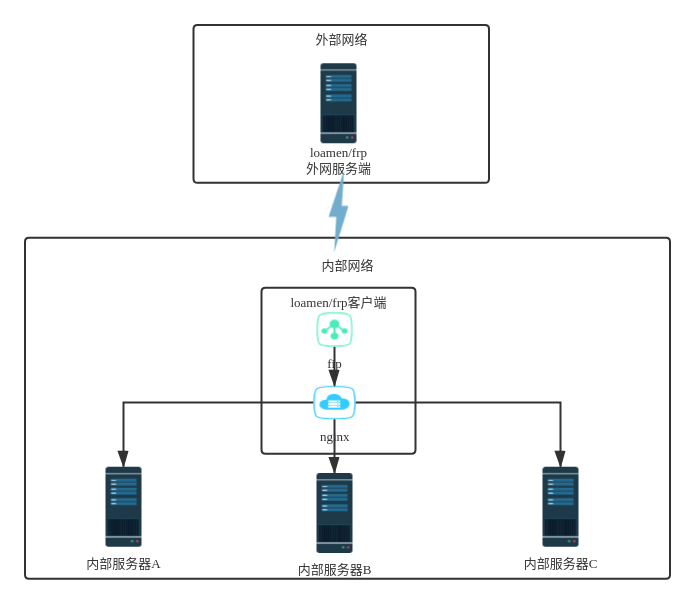 外部网络
loamen/frp
外网服务端
内部网络
loamen/frp客户端
frp
nginx
内部服务器A
内部服务器B
内部服务器C